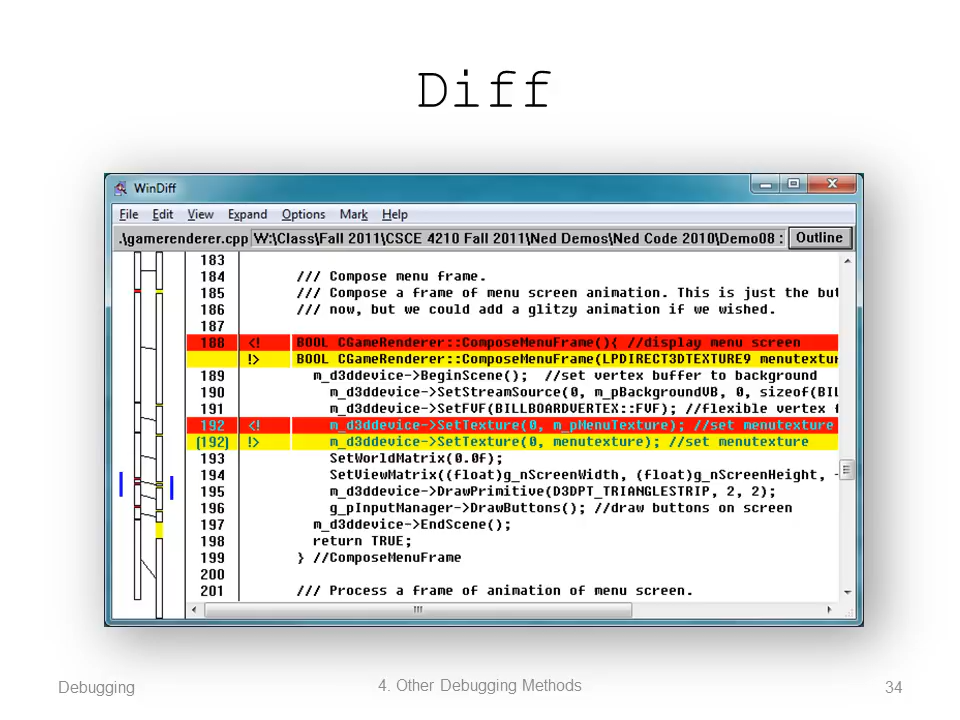 Diff
WinDiff
File Edit View Expand Options Mark Help
.\gamerenderer.cpp W:\Class\Fall 2011\CSCE 4210 Fall 2011\Ned Demos\Ned Code 2010\Demo08 : Outline
183
184 /// Compose menu frame.
185 /// Compose a frame of menu screen animation. This is just the but
186 /// now, but we could add a glitzy animation if we wished.
187
188 <! BOOL CGameRenderer::ComposeMenuFrame(){ //display menu screen
!> BOOL CGameRenderer::ComposeMenuFrame(LPDIRECT3DTEXTURE9 menutextur
189 m_d3ddevice->BeginScene(); //set vertex buffer to background
190 m_d3ddevice->SetStreamSource(0, m_pBackgroundVB, 0, sizeof(BIL
191 m_d3ddevice->SetFVF(BILLBOARDVERTEX::FVF); //flexible vertex f
192 <! m_d3ddevice->SetTexture(0, m_pMenuTexture); //set menutexture
(192) !> m_d3ddevice->SetTexture(0, menutexture); //set menutexture
193 SetWorldMatrix(0.0f);
194 SetViewMatrix((float)g_nScreenWidth, (float)g_nScreenHeight, -
195 m_d3ddevice->DrawPrimitive(D3DPT_TRIANGLESTRIP, 2, 2);
196 g_pInputManager->DrawButtons(); //draw buttons on screen
197 m_d3ddevice->EndScene();
198 return TRUE;
199 } //ComposeMenuFrame
200
201 /// Process a frame of animation of menu screen.
Debugging 4. Other Debugging Methods 34